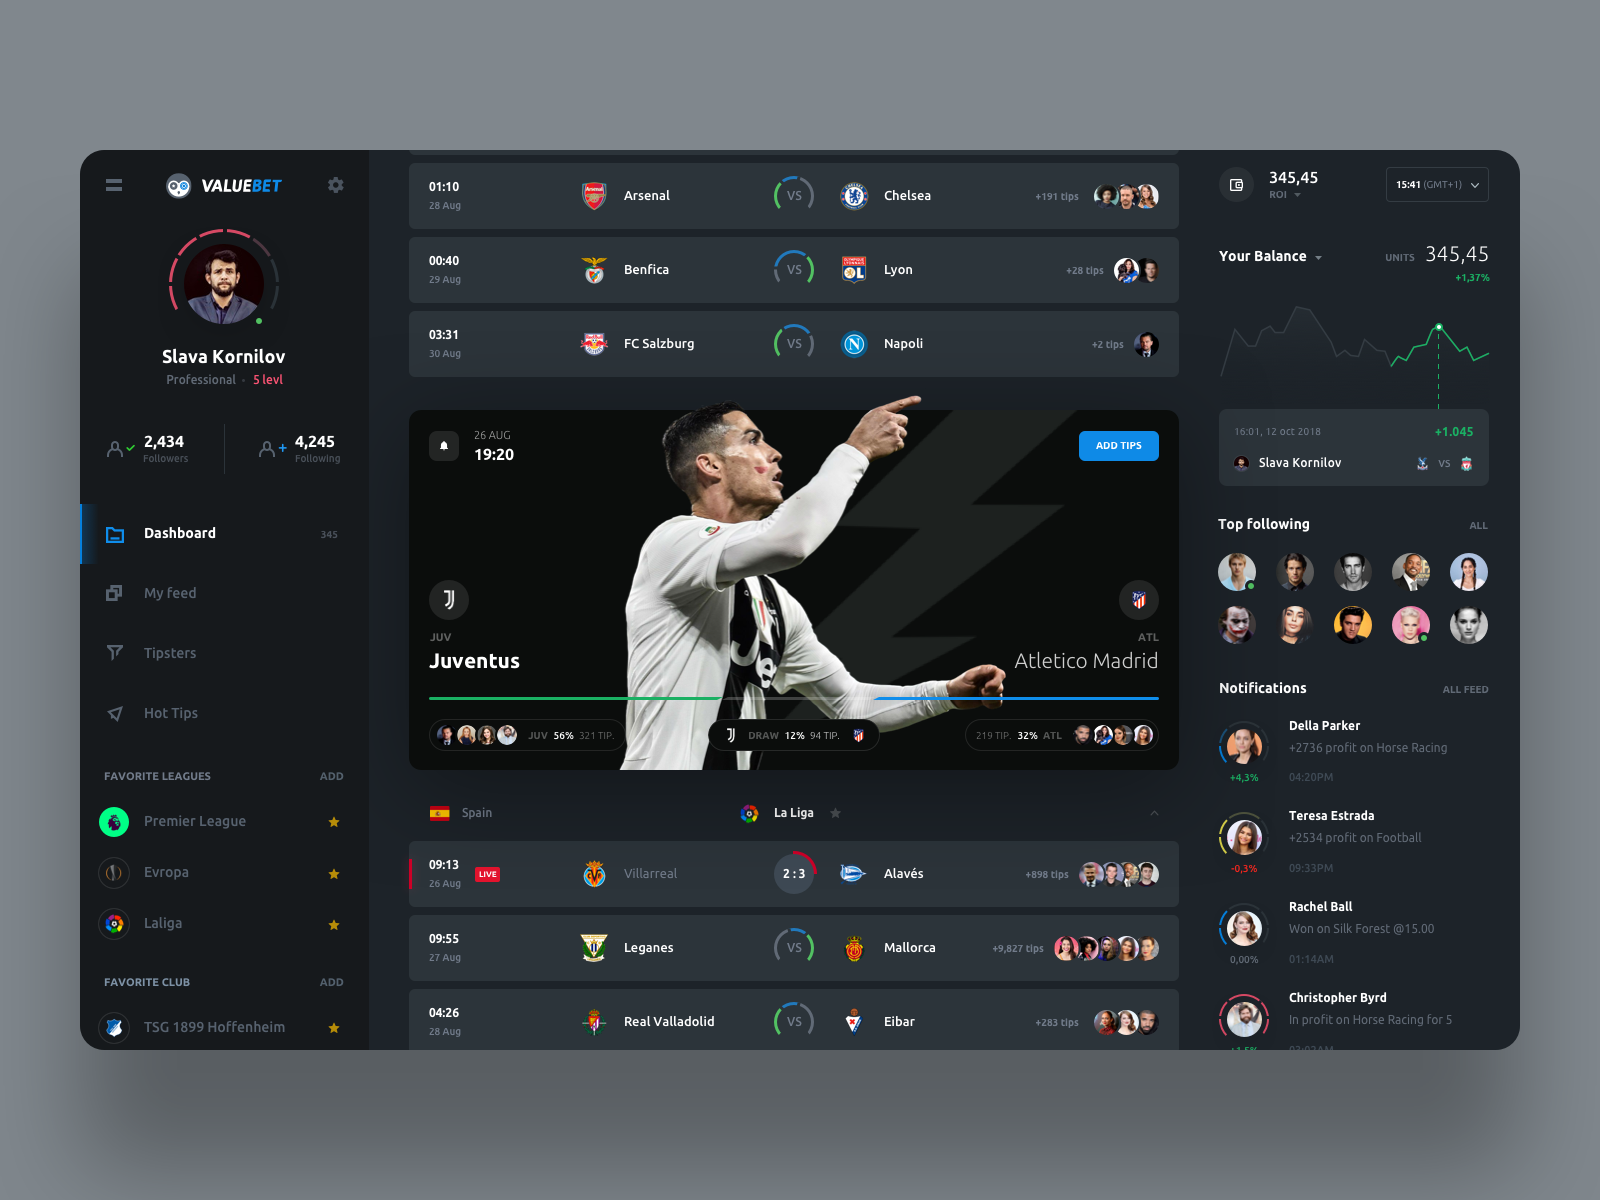 VALUEBET
Slava Kornilov
Professional · 5 levl
2,434
Followers
4,245
Following
Dashboard
345
My feed
Tipsters
Hot Tips
FAVORITE LEAGUES
ADD
Premier League
Evropa
Laliga
FAVORITE CLUB
ADD
TSG 1899 Hoffenheim
01:10
28 Aug
Arsenal
VS
Chelsea
+191 tips
00:40
29 Aug
Benfica
VS
Lyon
+28 tips
03:31
30 Aug
FC Salzburg
VS
Napoli
+2 tips
26 AUG
19:20
ADD TIPS
JUV
Juventus
ATL
Atletico Madrid
JUV 56% 321 TIP.
DRAW 12% 94 TIP.
219 TIP. 32% ATL
Spain
La Liga
09:13
26 Aug
LIVE
Villarreal
2 : 3
Alavés
+898 tips
09:55
27 Aug
Leganes
VS
Mallorca
+9,827 tips
04:26
28 Aug
Real Valladolid
VS
Eibar
+283 tips
345,45
ROI
15:41 (GMT+1)
Your Balance
UNITS 345,45
+1,37%
16:01, 12 oct 2018
+1.045
Slava Kornilov
VS
Top following
ALL
Notifications
ALL FEED
Della Parker
+2736 profit on Horse Racing
+4,3%
04:20PM
Teresa Estrada
+2534 profit on Football
-0,3%
09:33PM
Rachel Ball
Won on Silk Forest @15.00
0,00%
01:14AM
Christopher Byrd
In profit on Horse Racing for 5